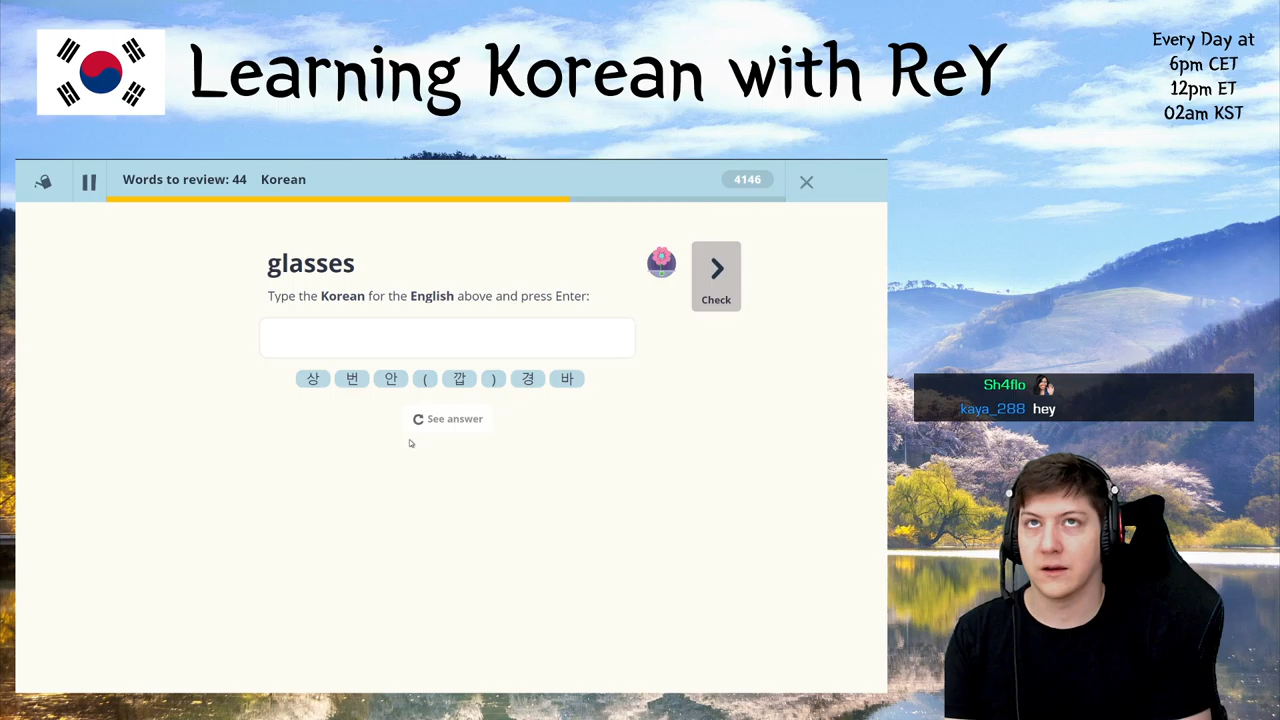 Learning Korean with ReY
Every Day at
6pm CET
12pm ET
02am KST
Words to review: 44 Korean
4146
glasses
Type the Korean for the English above and press Enter:
Check
상 번 안 ( 깝 ) 경 바
See answer
Sh4flo
kaya_288 hey